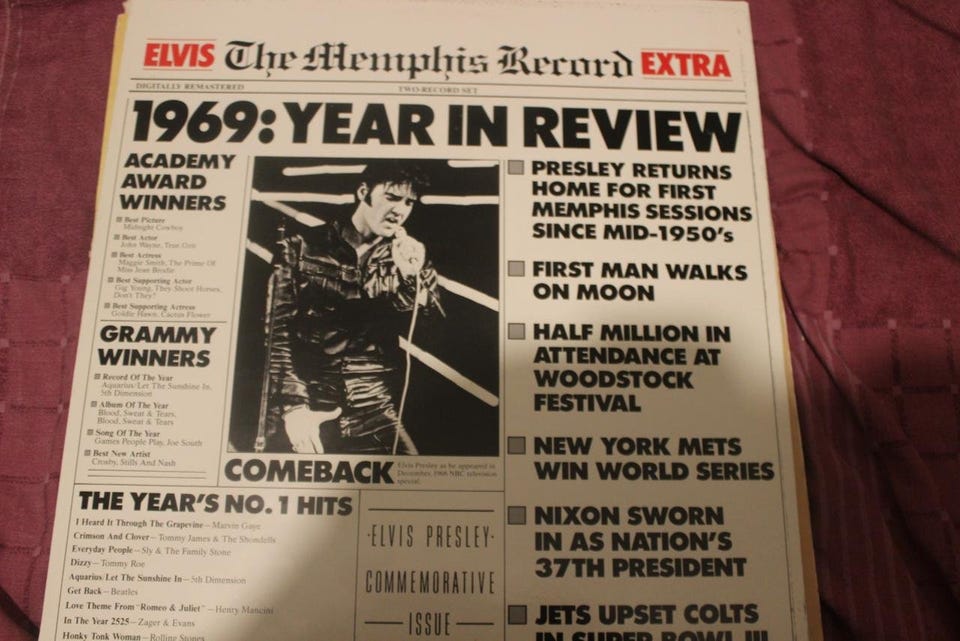 ELVIS The Memphis Record EXTRA
DIGITALLY REMASTERED TWO-RECORD SET
1969: YEAR IN REVIEW
ACADEMY
AWARD
WINNERS
Best Picture
Midnight Cowboy
Best Actor
John Wayne, True Grit
Best Actress
Maggie Smith, The Prime Of
Miss Jean Brodie
Best Supporting Actor
Gig Young, They Shoot Horses,
Don't They?
Best Supporting Actress
Goldie Hawn, Cactus Flower
GRAMMY
WINNERS
Record Of The Year
Aquarius/Let The Sunshine In,
5th Dimension
Album Of The Year
Blood, Sweat & Tears,
Blood, Sweat & Tears
Song Of The Year
Games People Play, Joe South
Best New Artist
Crosby, Stills And Nash
COMEBACK
Elvis Presley as he appeared in
December, 1968 NBC television
special.
PRESLEY RETURNS
HOME FOR FIRST
MEMPHIS SESSIONS
SINCE MID-1950's
FIRST MAN WALKS
ON MOON
HALF MILLION IN
ATTENDANCE AT
WOODSTOCK
FESTIVAL
NEW YORK METS
WIN WORLD SERIES
NIXON SWORN
IN AS NATION'S
37TH PRESIDENT
JETS UPSET COLTS
IN SUPER BOWL III
THE YEAR'S NO. 1 HITS
I Heard It Through The Grapevine—Marvin Gaye
Crimson And Clover—Tommy James & The Shondells
Everyday People—Sly & The Family Stone
Dizzy—Tommy Roe
Aquarius/Let The Sunshine In—5th Dimension
Get Back—Beatles
Love Theme From "Romeo & Juliet"—Henry Mancini
In The Year 2525—Zager & Evans
Honky Tonk Woman—Rolling Stones
·ELVIS PRESLEY·
COMMEMORATIVE
ISSUE